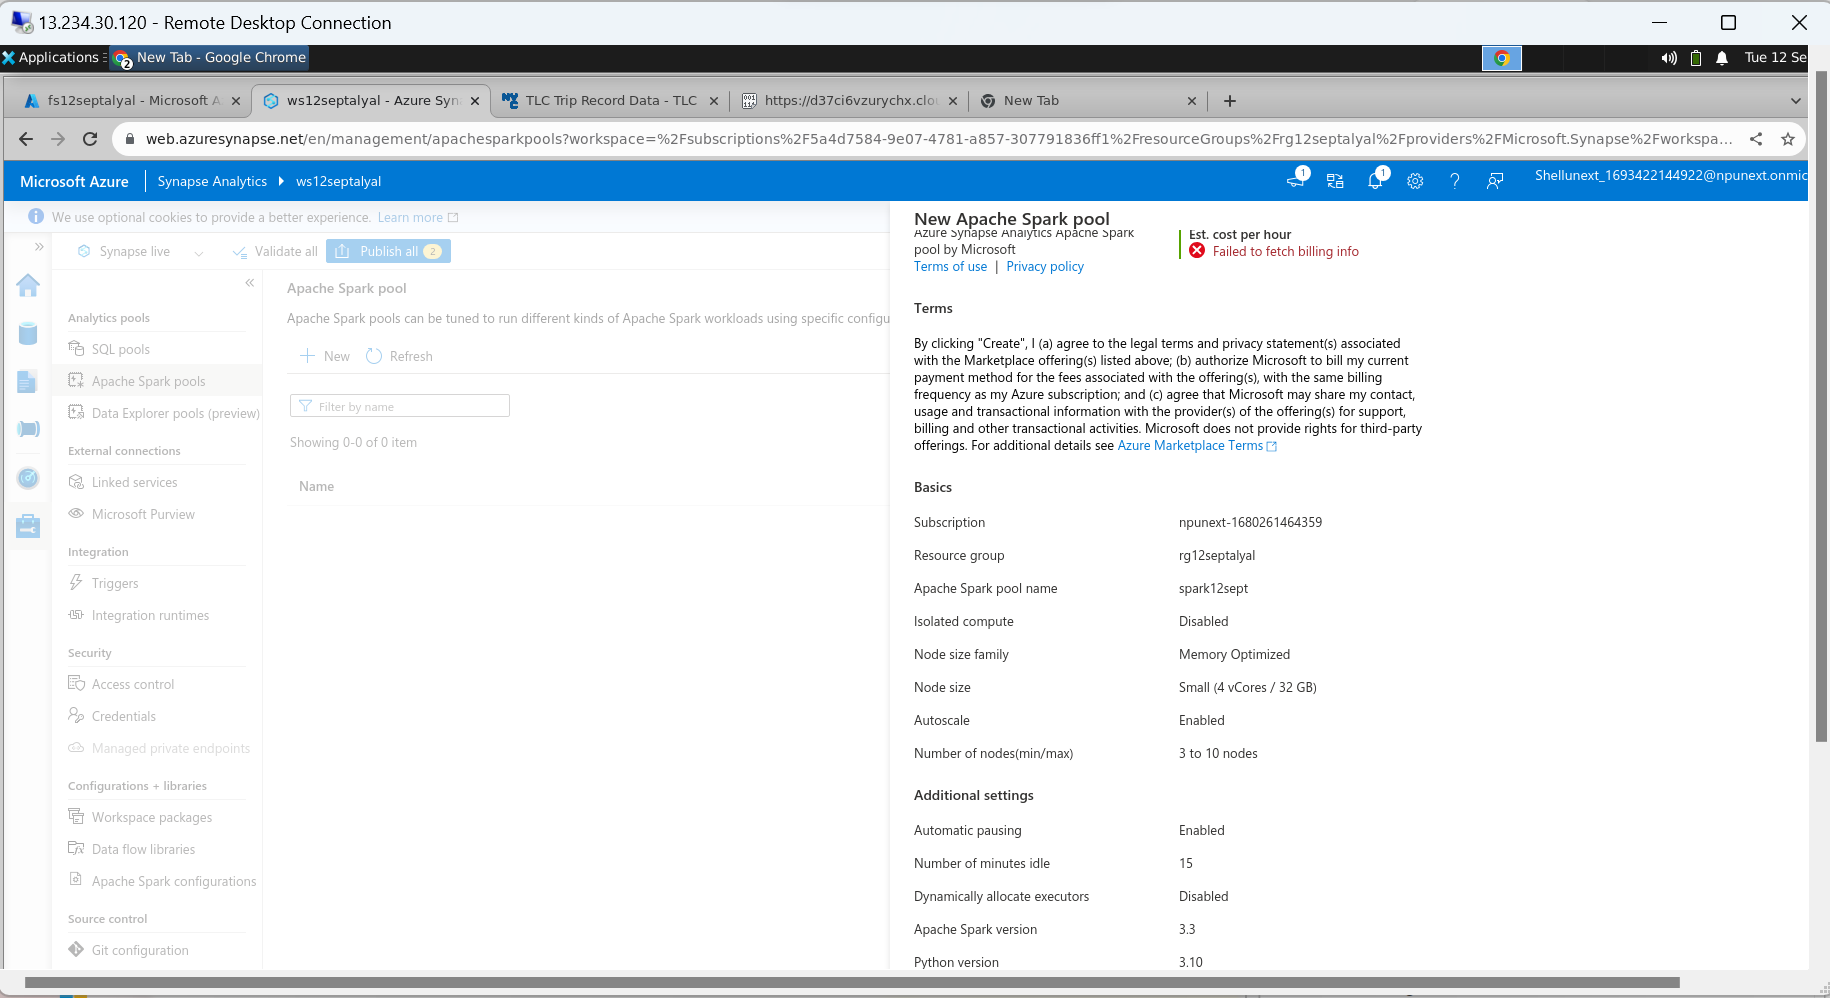 13.234.30.120 - Remote Desktop Connection
Applications
New Tab - Google Chrome
Tue 12 Se
fs12septalyal - Microsoft A
ws12septalyal - Azure Syn
TLC Trip Record Data - TLC
https://d37ci6vzurychx.clo
New Tab
web.azuresynapse.net/en/management/apachesparkpools?workspace=%2Fsubscriptions%2F5a4d7584-9e07-4781-a857-307791836ff1%2FresourceGroups%2Frg12septalyal%2Fproviders%2FMicrosoft.Synapse%2Fworkspa...
Microsoft Azure
Synapse Analytics
ws12septalyal
1
1
Shellunext_1693422144922@npunext.onmic
We use optional cookies to provide a better experience. Learn more
Synapse live
Validate all
Publish all 2
Analytics pools
SQL pools
Apache Spark pools
Data Explorer pools (preview)
External connections
Linked services
Microsoft Purview
Integration
Triggers
Integration runtimes
Security
Access control
Credentials
Managed private endpoints
Configurations + libraries
Workspace packages
Data flow libraries
Apache Spark configurations
Source control
Git configuration
Apache Spark pool
Apache Spark pools can be tuned to run different kinds of Apache Spark workloads using specific configu
New
Refresh
Filter by name
Showing 0-0 of 0 item
Name
New Apache Spark pool
Azure Synapse Analytics Apache Spark
pool by Microsoft
Terms of use | Privacy policy
Est. cost per hour
Failed to fetch billing info
Terms
By clicking "Create", I (a) agree to the legal terms and privacy statement(s) associated
with the Marketplace offering(s) listed above; (b) authorize Microsoft to bill my current
payment method for the fees associated with the offering(s), with the same billing
frequency as my Azure subscription; and (c) agree that Microsoft may share my contact,
usage and transactional information with the provider(s) of the offering(s) for support,
billing and other transactional activities. Microsoft does not provide rights for third-party
offerings. For additional details see Azure Marketplace Terms
Basics
Subscription npunext-1680261464359
Resource group rg12septalyal
Apache Spark pool name spark12sept
Isolated compute Disabled
Node size family Memory Optimized
Node size Small (4 vCores / 32 GB)
Autoscale Enabled
Number of nodes(min/max) 3 to 10 nodes
Additional settings
Automatic pausing Enabled
Number of minutes idle 15
Dynamically allocate executors Disabled
Apache Spark version 3.3
Python version 3.10